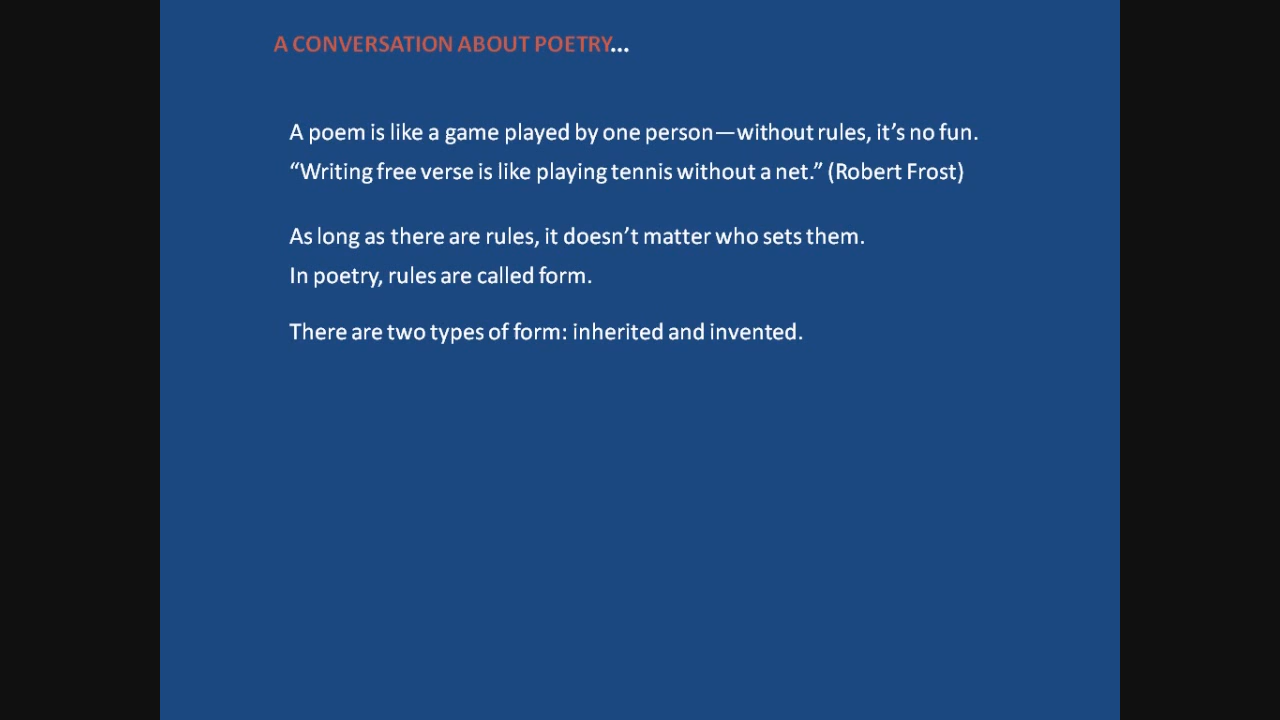 A CONVERSATION ABOUT POETRY...
A poem is like a game played by one person—without rules, it’s no fun.
“Writing free verse is like playing tennis without a net.” (Robert Frost)
As long as there are rules, it doesn’t matter who sets them.
In poetry, rules are called form.
There are two types of form: inherited and invented.